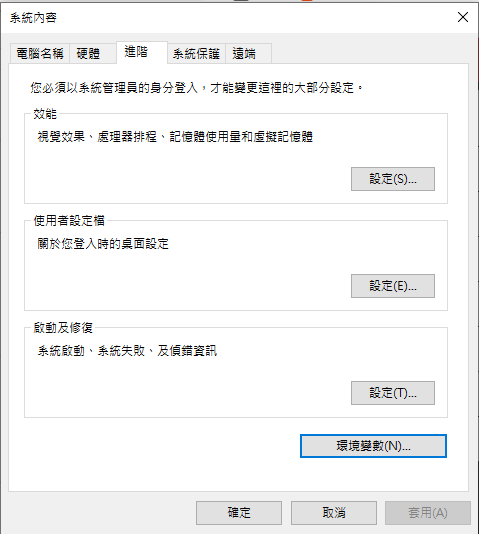 系統內容
電腦名稱 硬體 進階 系統保護 遠端
您必須以系統管理員的身分登入，才能變更這裡的大部分設定。
效能
視覺效果、處理器排程、記憶體使用量和虛擬記憶體
設定(S)...
使用者設定檔
關於您登入時的桌面設定
設定(E)...
啟動及修復
系統啟動、系統失敗、及偵錯資訊
設定(T)...
環境變數(N)...
確定 取消 套用(A)